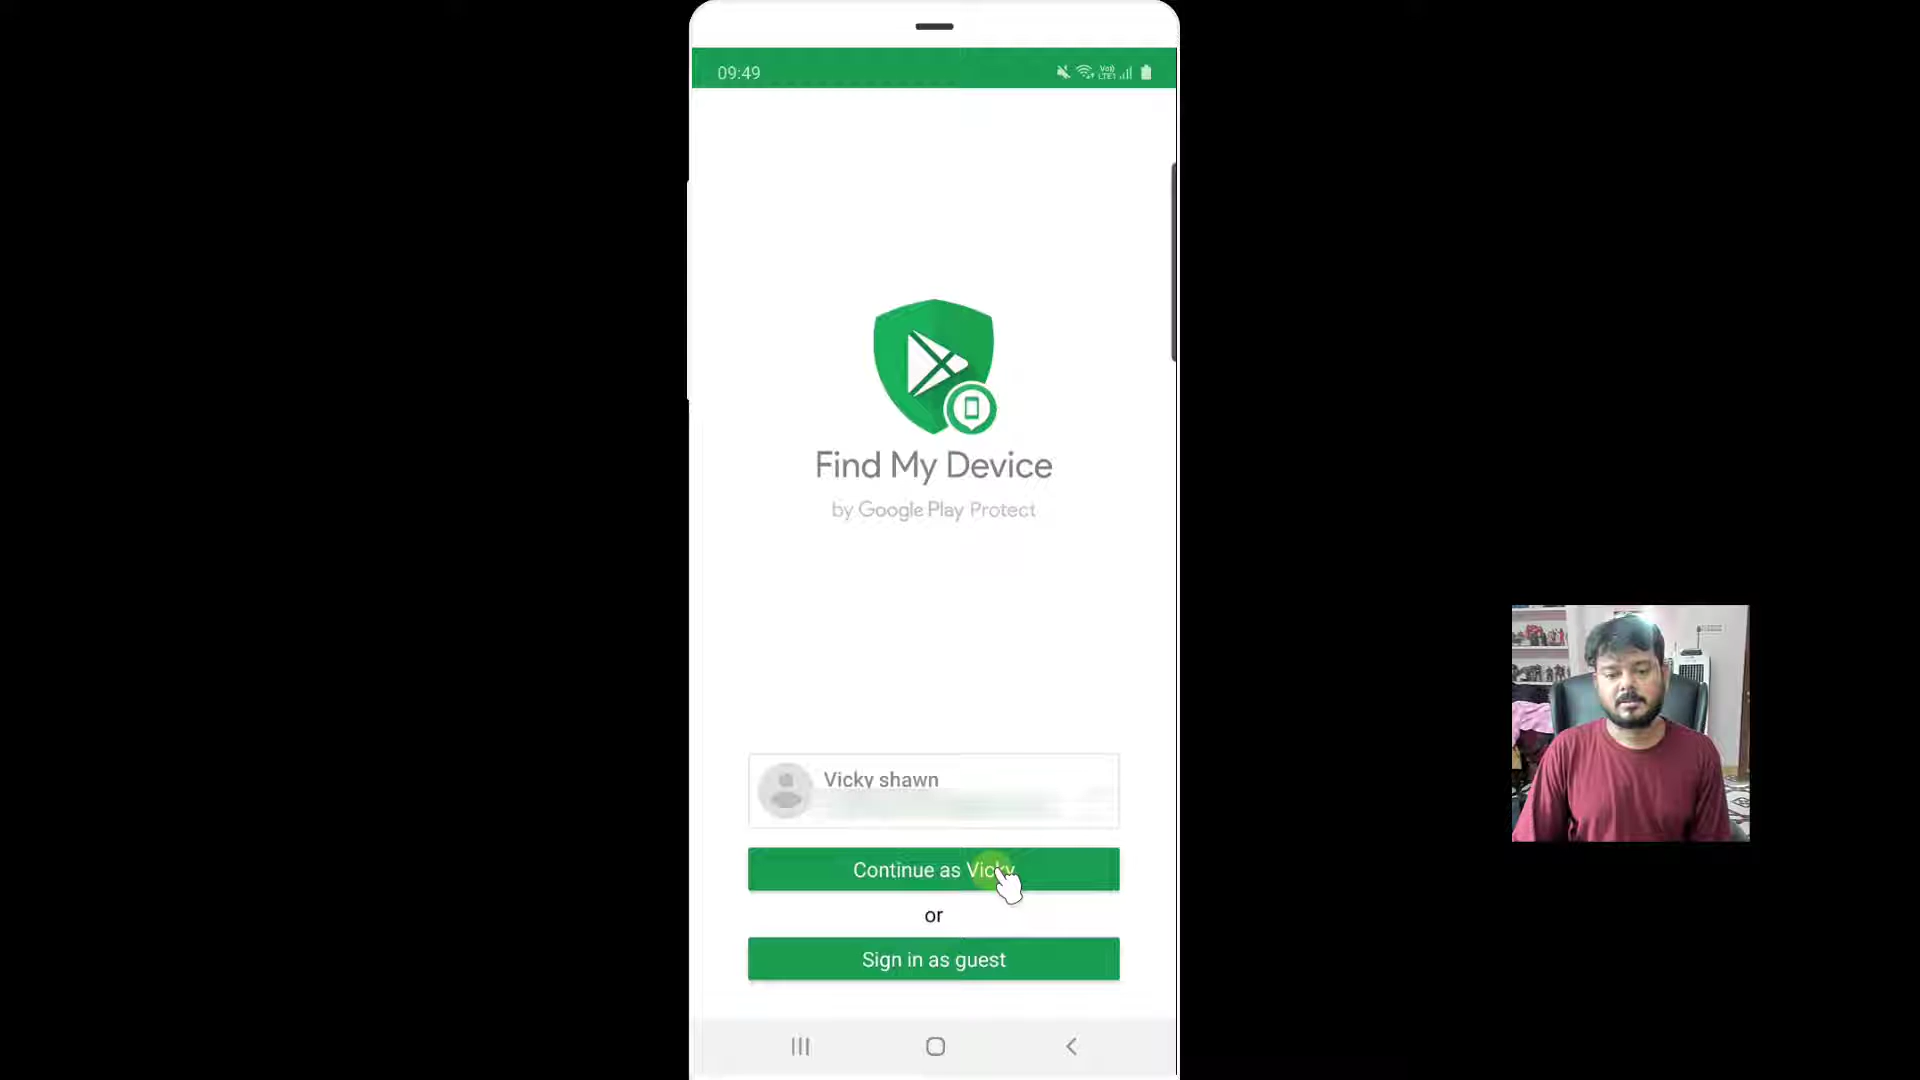 09:49
Find My Device
by Google Play Protect
Vicky shawn
Continue as Vicky
or
Sign in as guest